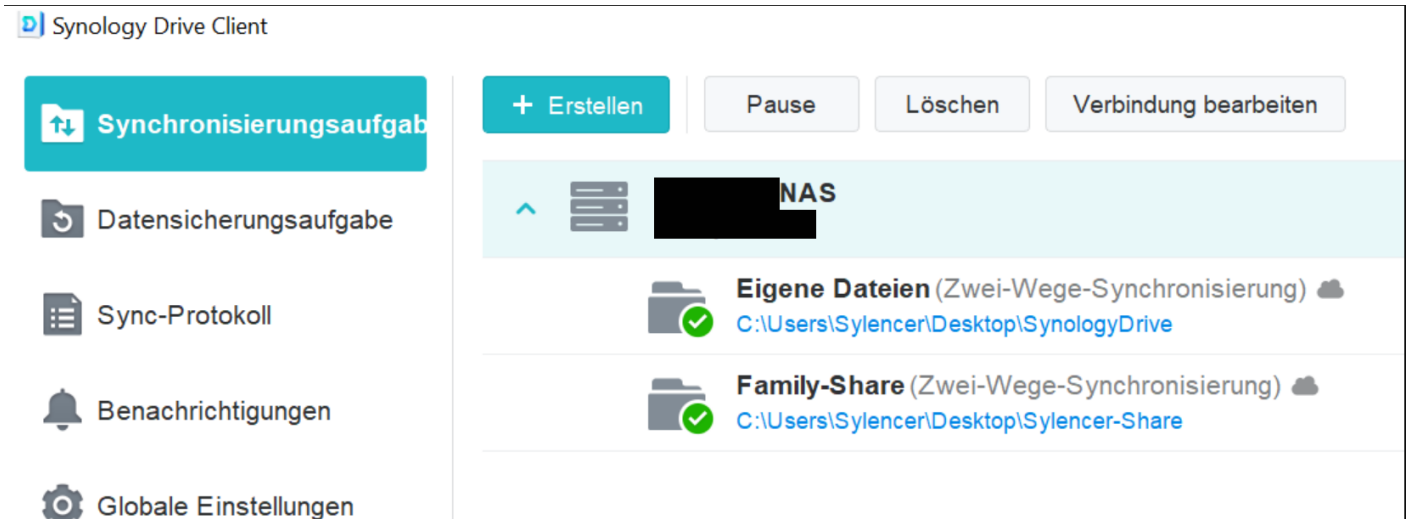 Synology Drive Client
Synchronisierungsaufgab
Datensicherungsaufgabe
Sync-Protokoll
Benachrichtigungen
Globale Einstellungen
+ Erstellen
Pause
Löschen
Verbindung bearbeiten
NAS
Eigene Dateien (Zwei-Wege-Synchronisierung)
C:\Users\Sylencer\Desktop\SynologyDrive
Family-Share (Zwei-Wege-Synchronisierung)
C:\Users\Sylencer\Desktop\Sylencer-Share